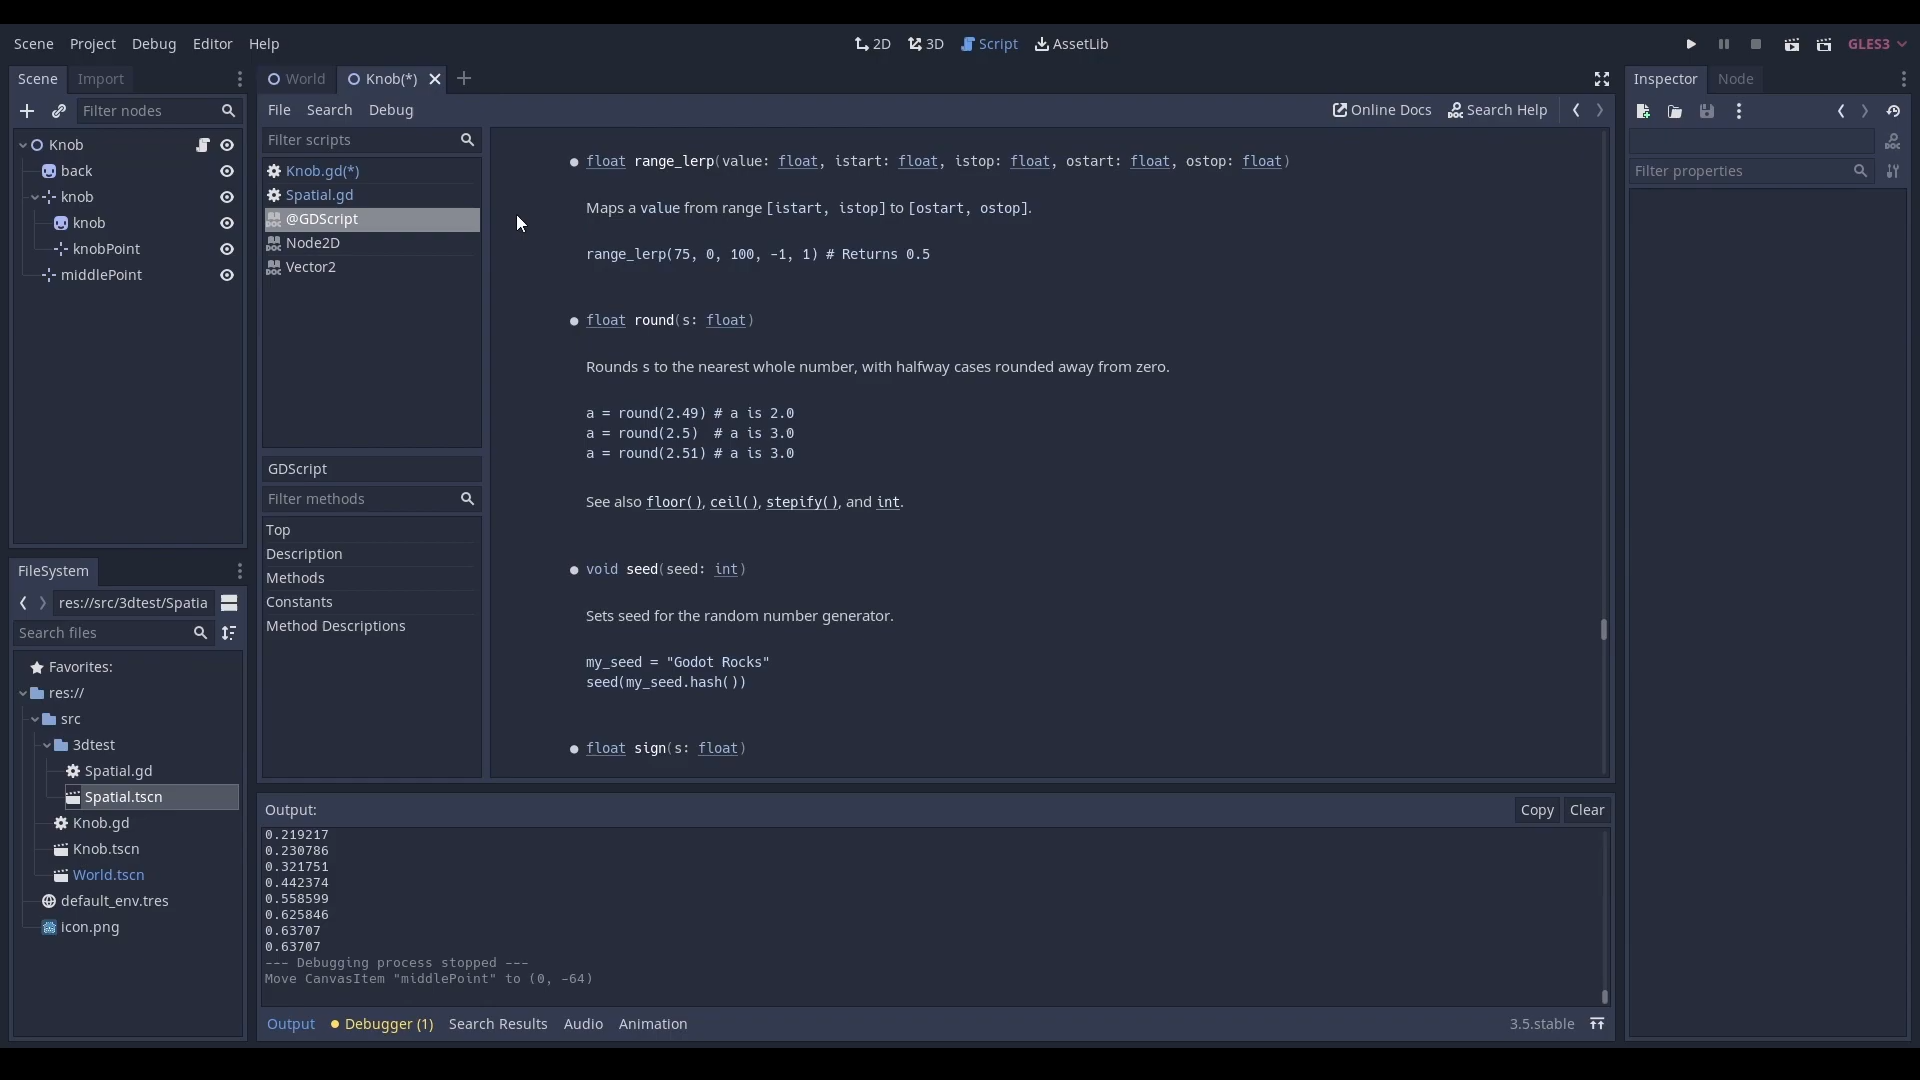 Scene Project Debug Editor Help
2D 3D Script AssetLib
GLES3
Scene Import
Filter nodes
Knob
back
knob
knob
knobPoint
middlePoint
FileSystem
res://src/3dtest/Spatia
Search files
Favorites:
res://
src
3dtest
Spatial.gd
Spatial.tscn
Knob.gd
Knob.tscn
World.tscn
default_env.tres
icon.png
World Knob(*)
File Search Debug
Online Docs Search Help
Filter scripts
Knob.gd(*)
Spatial.gd
@GDScript
Node2D
Vector2
GDScript
Filter methods
Top
Description
Methods
Constants
Method Descriptions
float range_lerp(value: float, istart: float, istop: float, ostart: float, ostop: float)
Maps a value from range [istart, istop] to [ostart, ostop].
range_lerp(75, 0, 100, -1, 1) # Returns 0.5
float round(s: float)
Rounds s to the nearest whole number, with halfway cases rounded away from zero.
a = round(2.49) # a is 2.0
a = round(2.5)  # a is 3.0
a = round(2.51) # a is 3.0
See also floor(), ceil(), stepify(), and int.
void seed(seed: int)
Sets seed for the random number generator.
my_seed = "Godot Rocks"
seed(my_seed.hash())
float sign(s: float)
Output:
Copy Clear
0.219217
0.230786
0.321751
0.442374
0.558599
0.625846
0.63707
0.63707
--- Debugging process stopped ---
Move CanvasItem "middlePoint" to (0, -64)
Output Debugger (1) Search Results Audio Animation
3.5.stable
Inspector Node
Filter properties